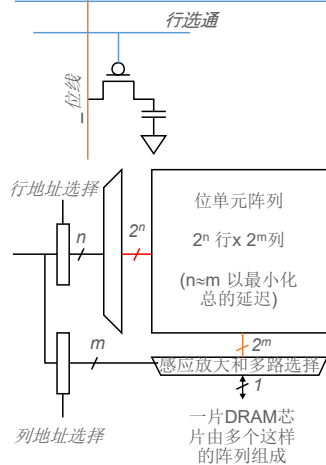 行选通
_位线
行地址选择
n
2ⁿ
位单元阵列
2ⁿ 行x 2ᵐ列
(n≈m 以最小化
总的延迟)
m
2ᵐ
感应放大和多路选择
1
列地址选择
一片DRAM芯
片由多个这样
的阵列组成